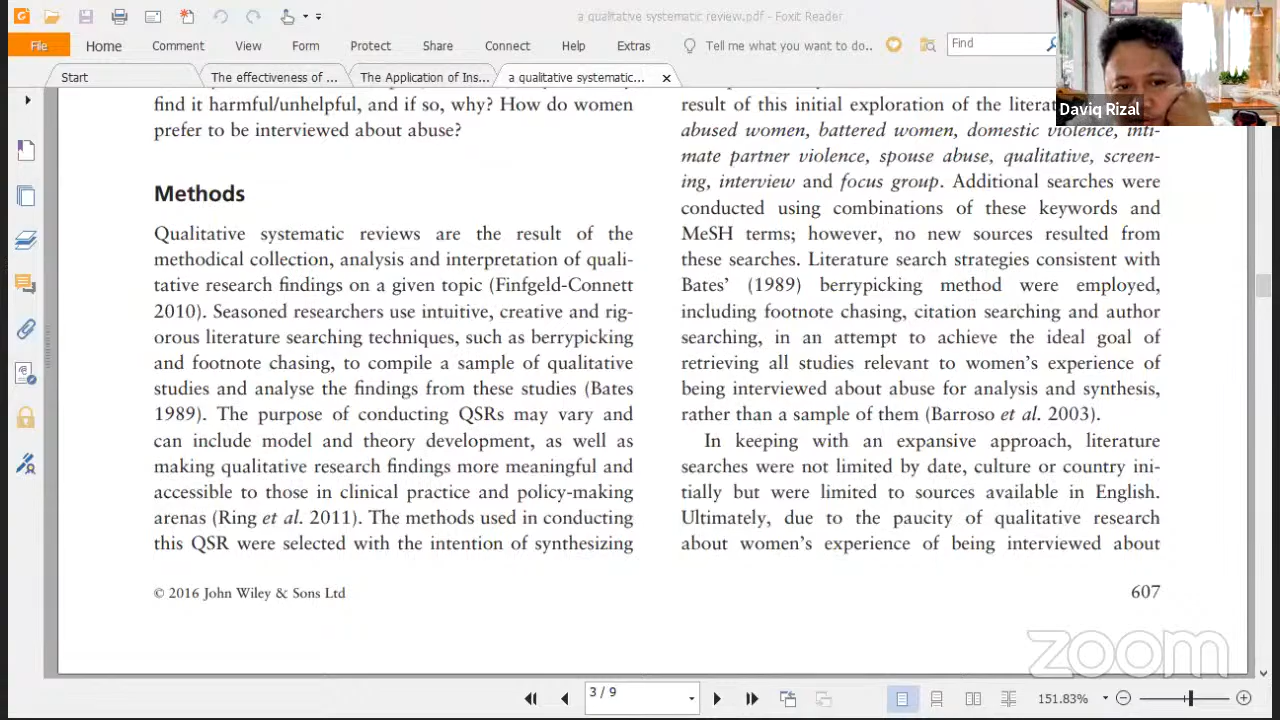 a qualitative systematic review.pdf - Foxit Reader
File
Home
Comment
View
Form
Protect
Share
Connect
Help
Extras
Tell me what you want to do..
Find
Start
The effectiveness of ...
The Application of Ins...
a qualitative systematic...
Daviq Rizal
find it harmful/unhelpful, and if so, why? How do women
prefer to be interviewed about abuse?
Methods
Qualitative systematic reviews are the result of the
methodical collection, analysis and interpretation of quali-
tative research findings on a given topic (Finfgeld-Connett
2010). Seasoned researchers use intuitive, creative and rig-
orous literature searching techniques, such as berrypicking
and footnote chasing, to compile a sample of qualitative
studies and analyse the findings from these studies (Bates
1989). The purpose of conducting QSRs may vary and
can include model and theory development, as well as
making qualitative research findings more meaningful and
accessible to those in clinical practice and policy-making
arenas (Ring et al. 2011). The methods used in conducting
this QSR were selected with the intention of synthesizing
result of this initial exploration of the
abused women, battered women, domestic violence, inti-
mate partner violence, spouse abuse, qualitative, screen-
ing, interview and focus group. Additional searches were
conducted using combinations of these keywords and
MeSH terms; however, no new sources resulted from
these searches. Literature search strategies consistent with
Bates' (1989) berrypicking method were employed,
including footnote chasing, citation searching and author
searching, in an attempt to achieve the ideal goal of
retrieving all studies relevant to women's experience of
being interviewed about abuse for analysis and synthesis,
rather than a sample of them (Barroso et al. 2003).
In keeping with an expansive approach, literature
searches were not limited by date, culture or country ini-
tially but were limited to sources available in English.
Ultimately, due to the paucity of qualitative research
about women's experience of being interviewed about
© 2016 John Wiley & Sons Ltd
607
zoom
3 / 9
151.83%